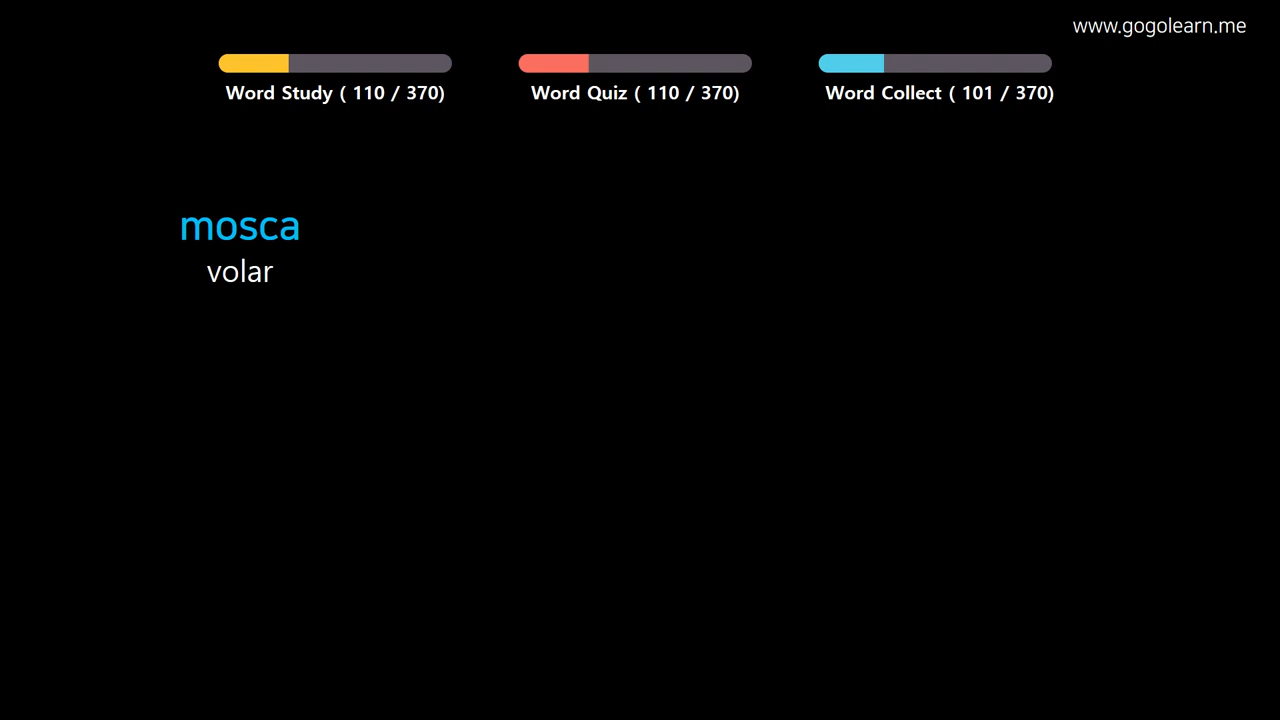 www.gogolearn.me
Word Study ( 110 / 370)
Word Quiz ( 110 / 370)
Word Collect ( 101 / 370)
mosca
volar